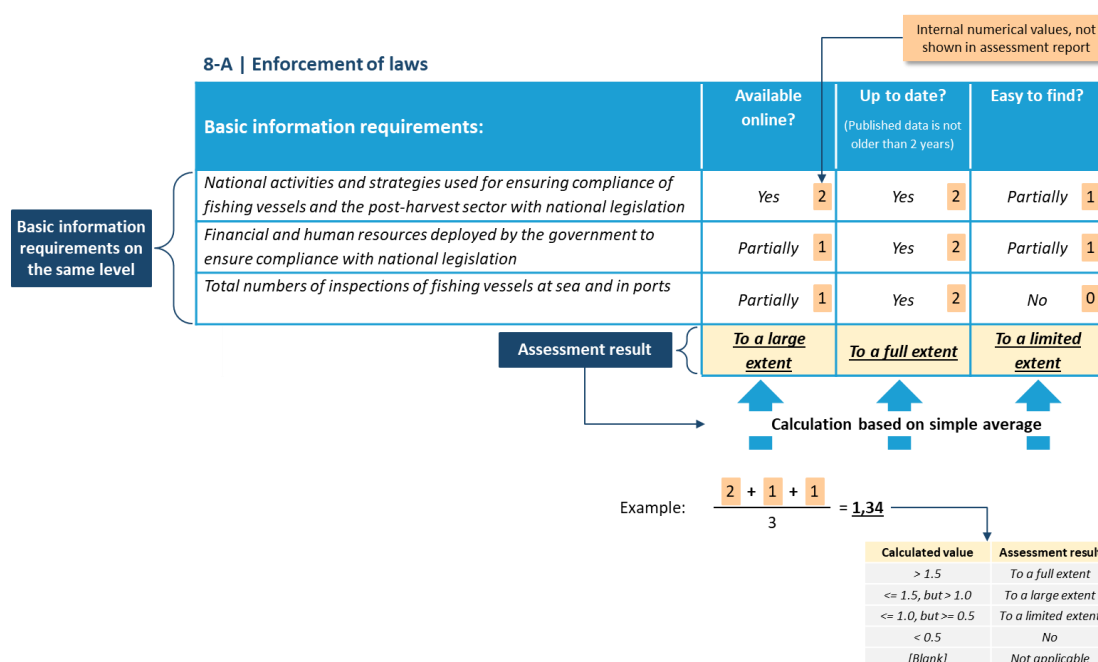 Internal numerical values, not
shown in assessment report
8-A | Enforcement of laws
Basic information requirements:
Available
online?
Up to date?
(Published data is not
older than 2 years)
Easy to find?
Basic information
requirements on
the same level
National activities and strategies used for ensuring compliance of
fishing vessels and the post-harvest sector with national legislation
Yes 2
Yes 2
Partially 1
Financial and human resources deployed by the government to
ensure compliance with national legislation
Partially 1
Yes 2
Partially 1
Total numbers of inspections of fishing vessels at sea and in ports
Partially 1
Yes 2
No 0
Assessment result
To a large
extent
To a full extent
To a limited
extent
Calculation based on simple average
Example:
2 + 1 + 1
3
= 1,34
Calculated value Assessment result
> 1.5 To a full extent
<= 1.5, but > 1.0 To a large extent
<= 1.0, but >= 0.5 To a limited extent
< 0.5 No
[Blank] Not applicable